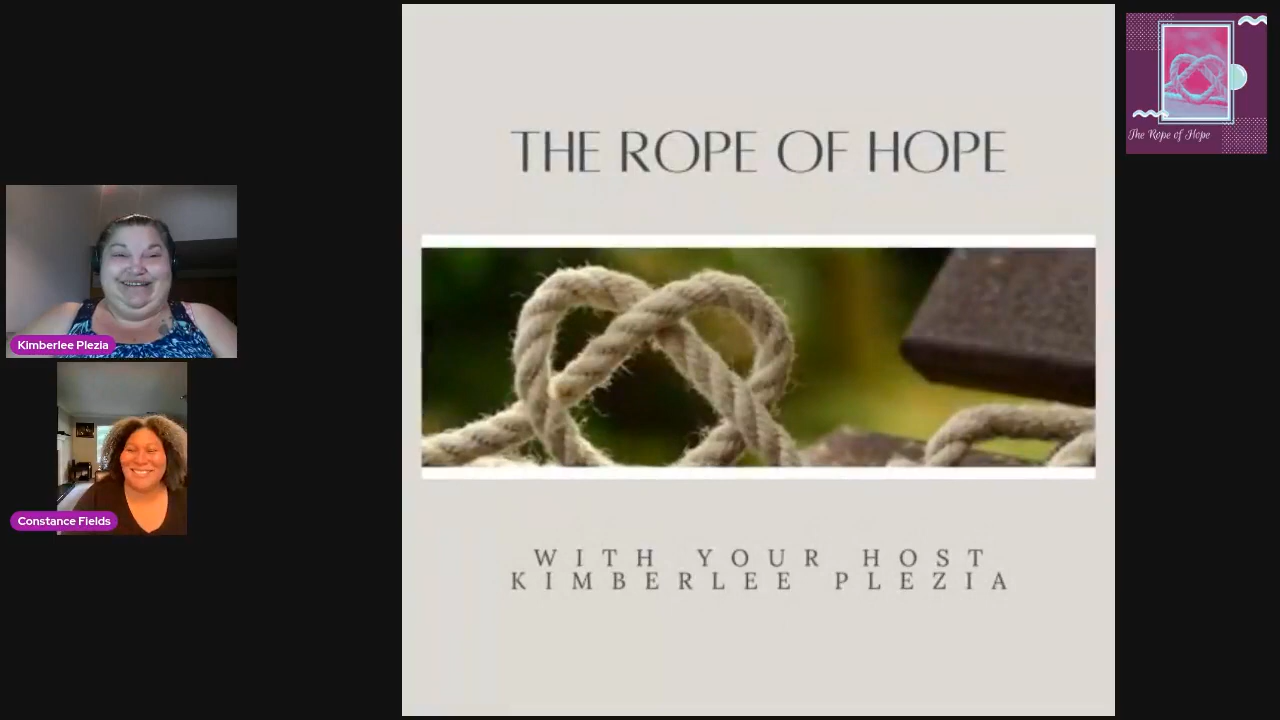 THE ROPE OF HOPE
WITH YOUR HOST
KIMBERLEE PLEZIA
Kimberlee Plezia
Constance Fields
The Rope of Hope